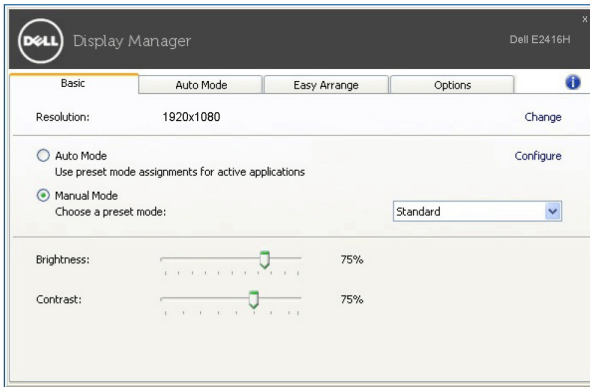 DELL Display Manager Dell E2416H
x
Basic Auto Mode Easy Arrange Options i
Resolution: 1920x1080 Change
Auto Mode Configure
Use preset mode assignments for active applications
Manual Mode
Choose a preset mode: Standard
Brightness: 75%
Contrast: 75%